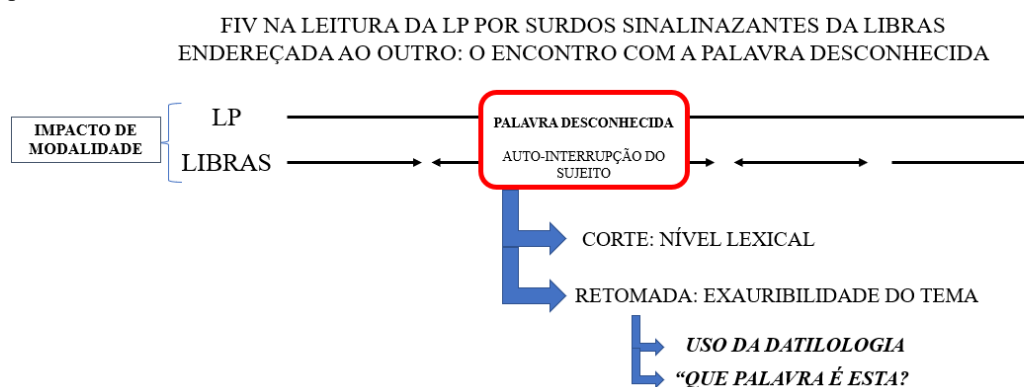 FIV NA LEITURA DA LP POR SURDOS SINALINAZANTES DA LIBRAS
ENDEREÇADA AO OUTRO: O ENCONTRO COM A PALAVRA DESCONHECIDA
IMPACTO DE
MODALIDADE
LP
LIBRAS
PALAVRA DESCONHECIDA
AUTO-INTERRUPÇÃO DO
SUJEITO
CORTE: NÍVEL LEXICAL
RETOMADA: EXAURIBILIDADE DO TEMA
USO DA DATILOLOGIA
“QUE PALAVRA É ESTA?